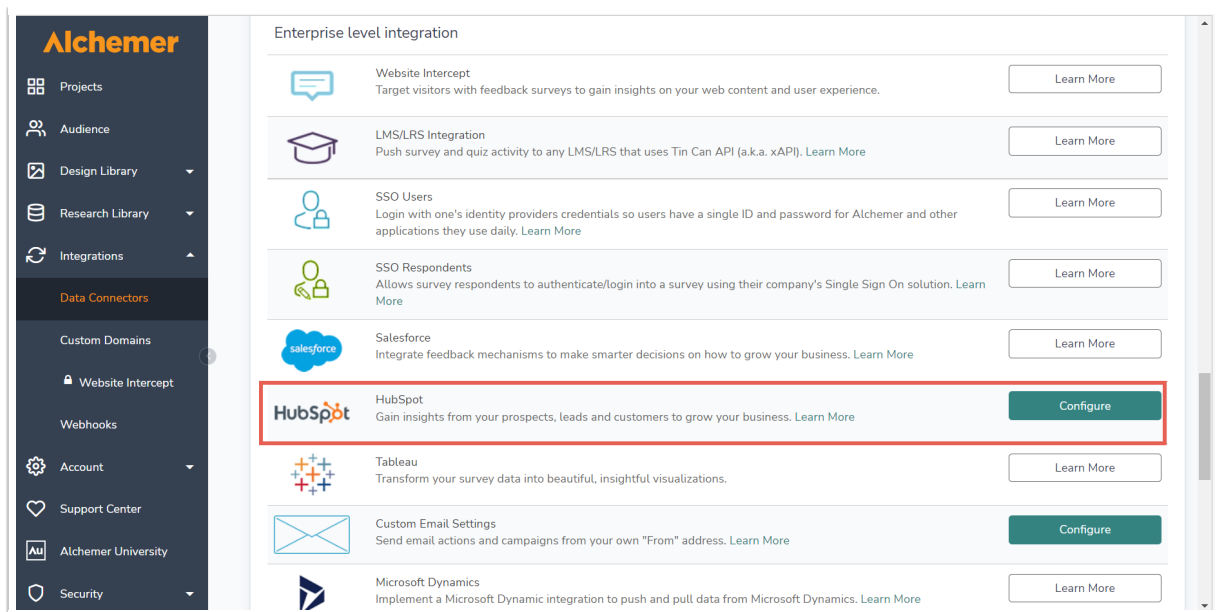 Alchemer
Projects
Audience
Design Library
Research Library
Integrations
Data Connectors
Custom Domains
Website Intercept
Webhooks
Account
Support Center
Au
Alchemer University
Security
Enterprise level integration
Website Intercept
Target visitors with feedback surveys to gain insights on your web content and user experience.
Learn More
LMS/LRS Integration
Push survey and quiz activity to any LMS/LRS that uses Tin Can API (a.k.a. xAPI). Learn More
Learn More
SSO Users
Login with one's identity providers credentials so users have a single ID and password for Alchemer and other
applications they use daily. Learn More
Learn More
SSO Respondents
Allows survey respondents to authenticate/login into a survey using their company's Single Sign On solution. Learn
More
Learn More
salesforce
Salesforce
Integrate feedback mechanisms to make smarter decisions on how to grow your business. Learn More
Learn More
HubSpot
HubSpot
Gain insights from your prospects, leads and customers to grow your business. Learn More
Configure
Tableau
Transform your survey data into beautiful, insightful visualizations.
Learn More
Custom Email Settings
Send email actions and campaigns from your own "From" address. Learn More
Configure
Microsoft Dynamics
Implement a Microsoft Dynamic integration to push and pull data from Microsoft Dynamics. Learn More
Learn More